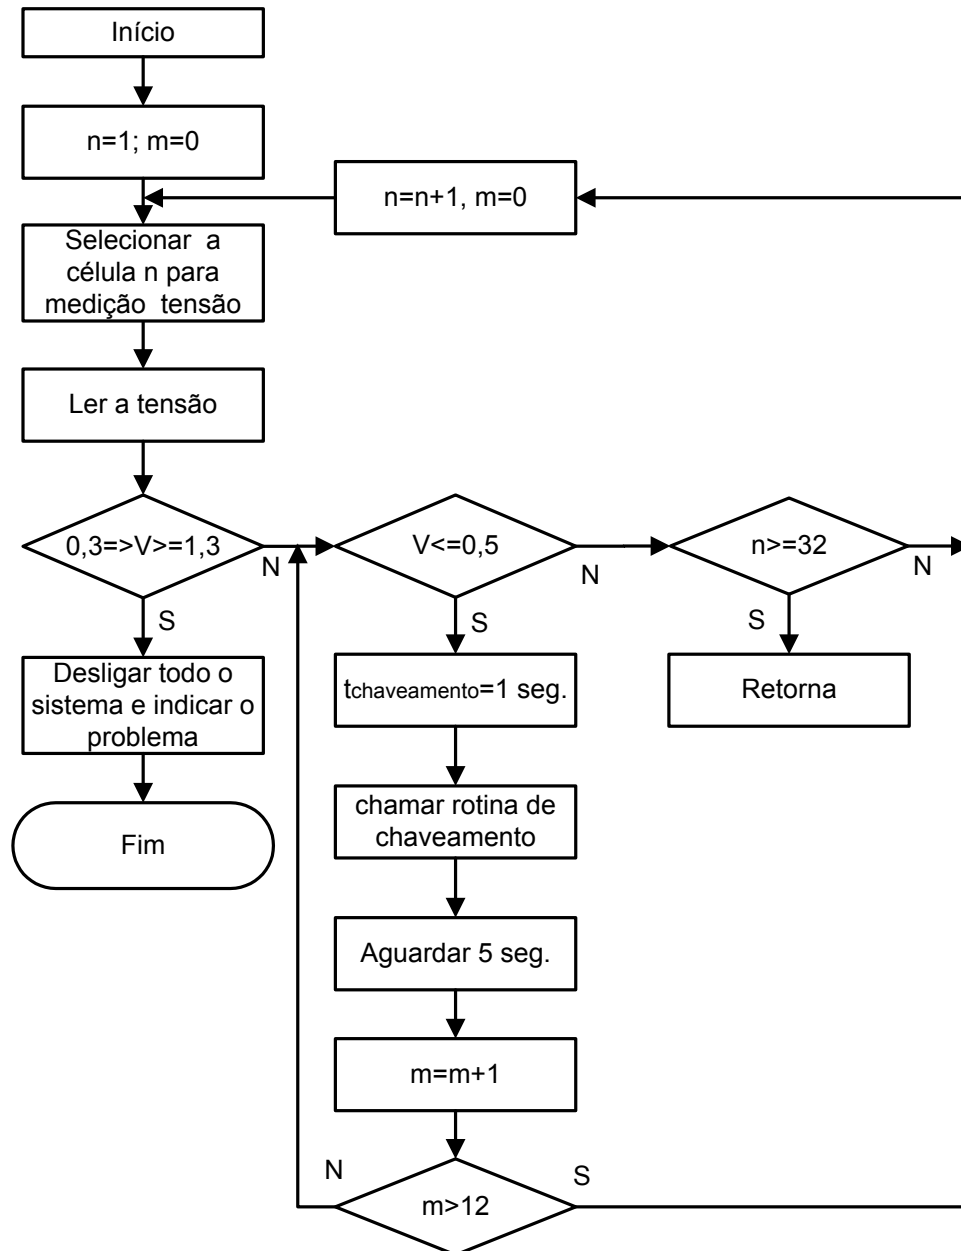 Início
n=1; m=0
n=n+1, m=0
Selecionar a
célula n para
medição tensão
Ler a tensão
0,3=>V>=1,3
N
S
V<=0,5
N
S
n>=32
N
S
Desligar todo o
sistema e indicar o
problema
Fim
tchaveamento=1 seg.
Retorna
chamar rotina de
chaveamento
Aguardar 5 seg.
m=m+1
N
m>12
S